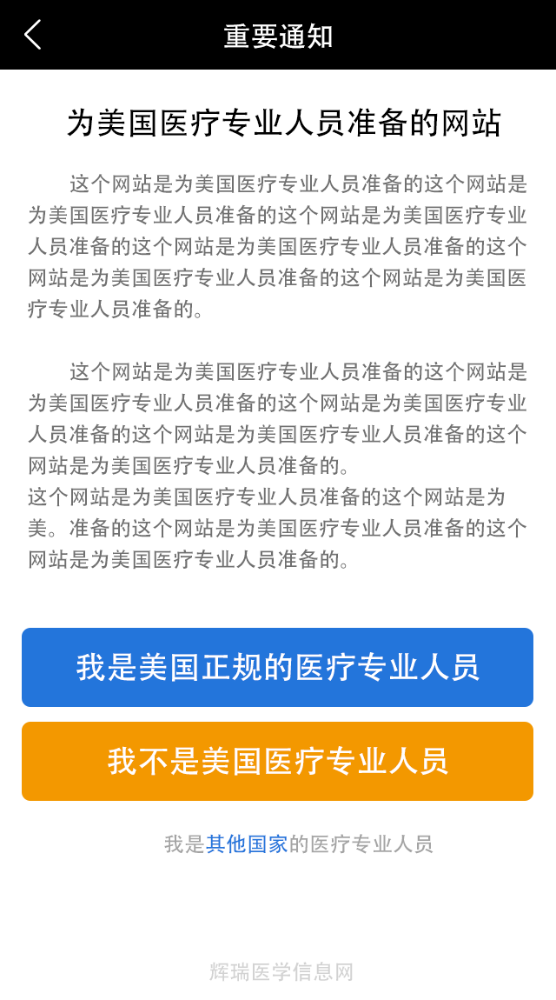 重要通知
为美国医疗专业人员准备的网站
这个网站是为美国医疗专业人员准备的这个网站是
为美国医疗专业人员准备的这个网站是为美国医疗专业
人员准备的这个网站是为美国医疗专业人员准备的这个
网站是为美国医疗专业人员准备的这个网站是为美国医
疗专业人员准备的。
这个网站是为美国医疗专业人员准备的这个网站是
为美国医疗专业人员准备的这个网站是为美国医疗专业
人员准备的这个网站是为美国医疗专业人员准备的这个
网站是为美国医疗专业人员准备的。
这个网站是为美国医疗专业人员准备的这个网站是为
美。准备的这个网站是为美国医疗专业人员准备的这个
网站是为美国医疗专业人员准备的。
我是美国正规的医疗专业人员
我不是美国医疗专业人员
我是其他国家的医疗专业人员
辉瑞医学信息网